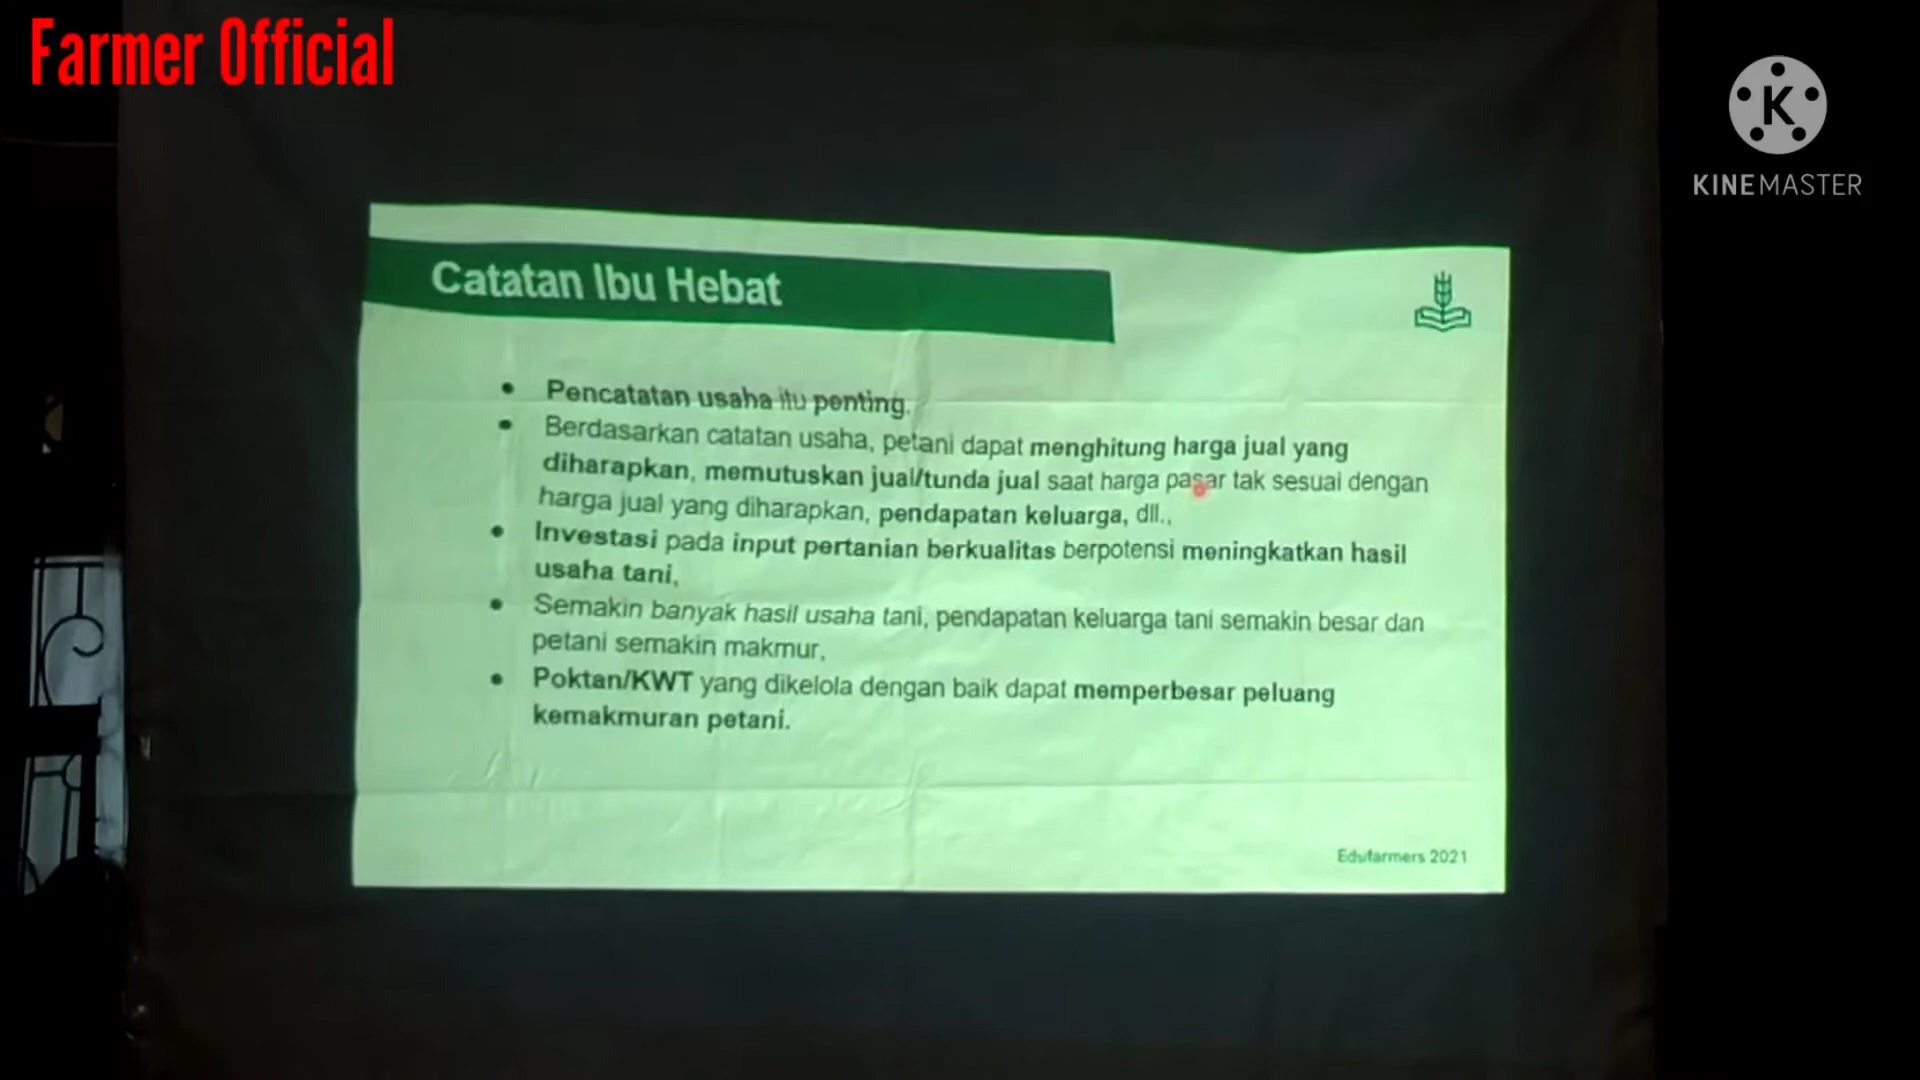 Farmer Official
K
KINEMASTER
Catatan Ibu Hebat
• Pencatatan usaha itu penting.
• Berdasarkan catatan usaha, petani dapat menghitung harga jual yang
diharapkan, memutuskan jual/tunda jual saat harga pasar tak sesuai dengan
harga jual yang diharapkan, pendapatan keluarga, dll.,
• Investasi pada input pertanian berkualitas berpotensi meningkatkan hasil
usaha tani,
• Semakin banyak hasil usaha tani, pendapatan keluarga tani semakin besar dan
petani semakin makmur,
• Poktan/KWT yang dikelola dengan baik dapat memperbesar peluang
kemakmuran petani.
Edufarmers 2021